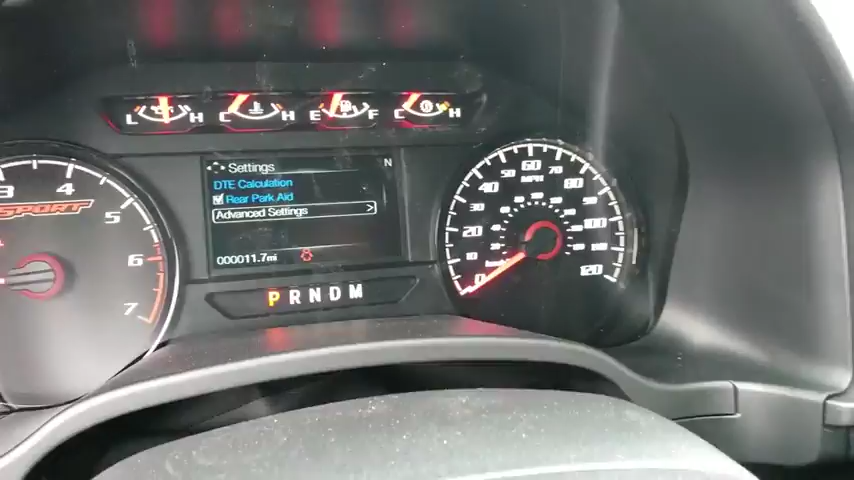 L H C H E F C H
Settings
N
DTE Calculation
Rear Park Aid
Advanced Settings >
000011.7mi
P R N D M
3 4 5 6 7
SPORT
0 10 20 30 40 50 60 70 80 90 100 110 120
MPH